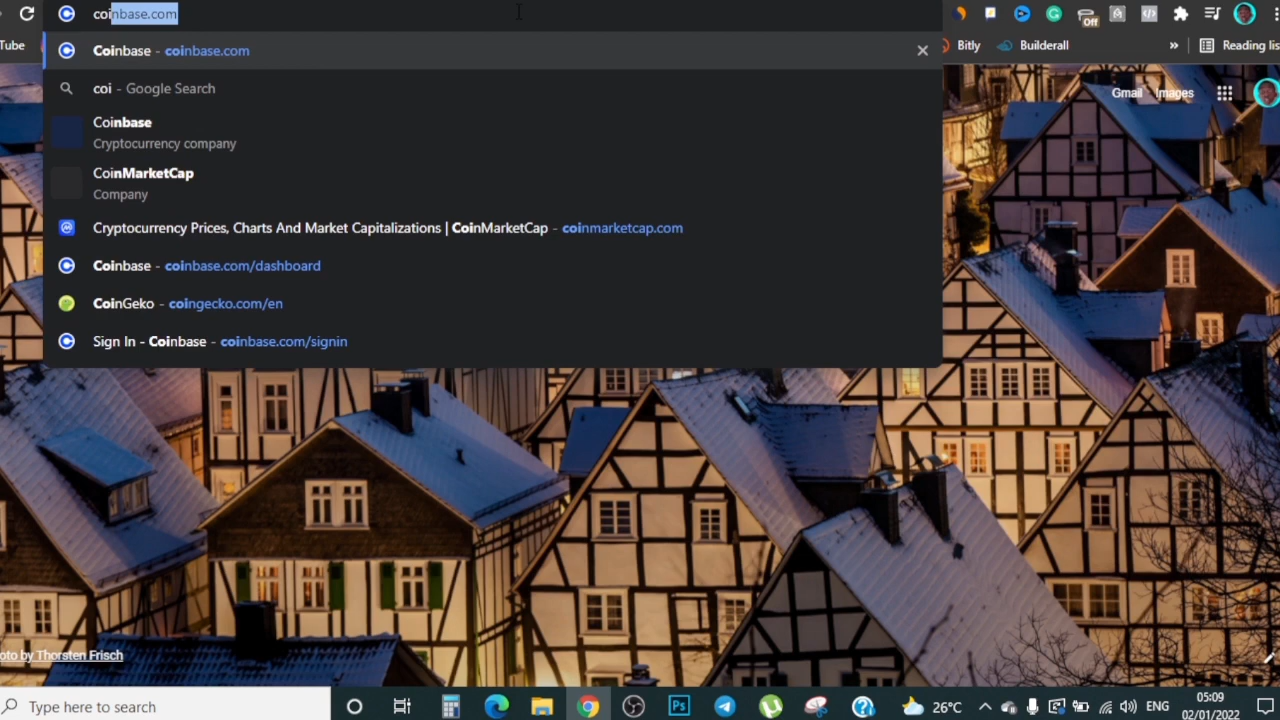 coinbase.com
Off
Tube
Bitly
Builderall
»
Reading lis
Coinbase - coinbase.com
coi - Google Search
Coinbase
Cryptocurrency company
CoinMarketCap
Company
Cryptocurrency Prices, Charts And Market Capitalizations | CoinMarketCap - coinmarketcap.com
Coinbase - coinbase.com/dashboard
CoinGeko - coingecko.com/en
Sign In - Coinbase - coinbase.com/signin
Gmail
Images
oto by Thorsten Frisch
Type here to search
Ps
26°C
ENG
05:09
02/01/2022